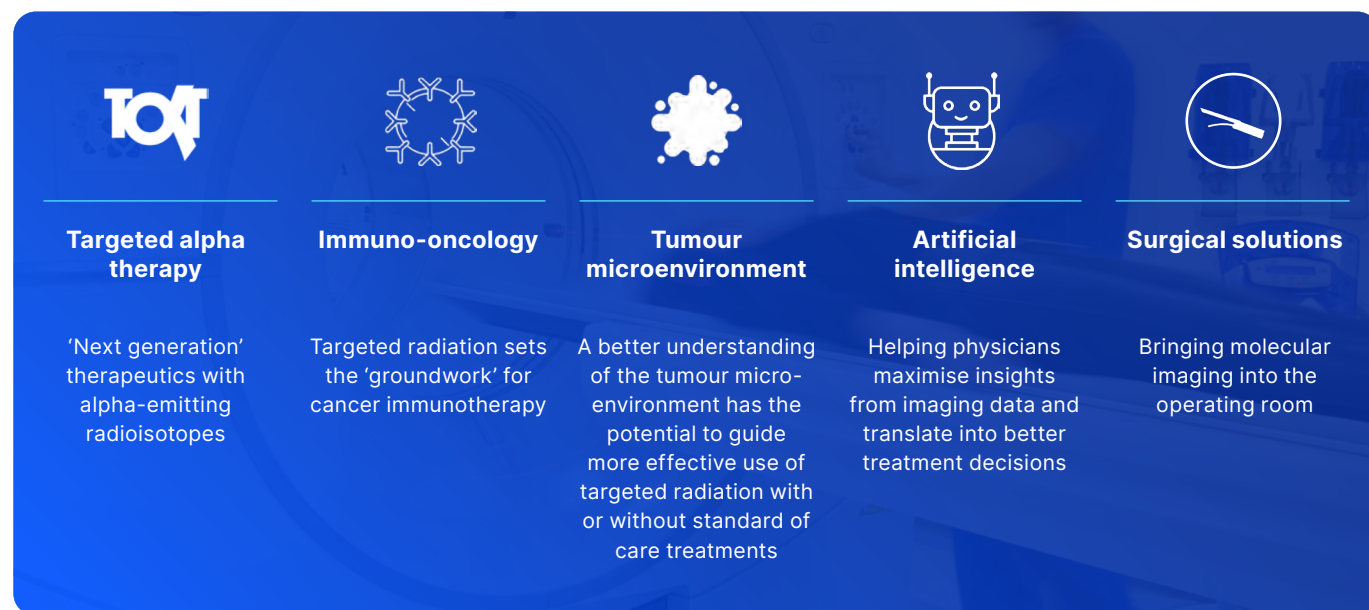 TOAT
Targeted alpha
therapy
‘Next generation’
therapeutics with
alpha-emitting
radioisotopes
Immuno-oncology
Targeted radiation sets
the ‘groundwork’ for
cancer immunotherapy
Tumour
microenvironment
A better understanding
of the tumour micro-
environment has the
potential to guide
more effective use of
targeted radiation with
or without standard of
care treatments
Artificial
intelligence
Helping physicians
maximise insights
from imaging data and
translate into better
treatment decisions
Surgical solutions
Bringing molecular
imaging into the
operating room